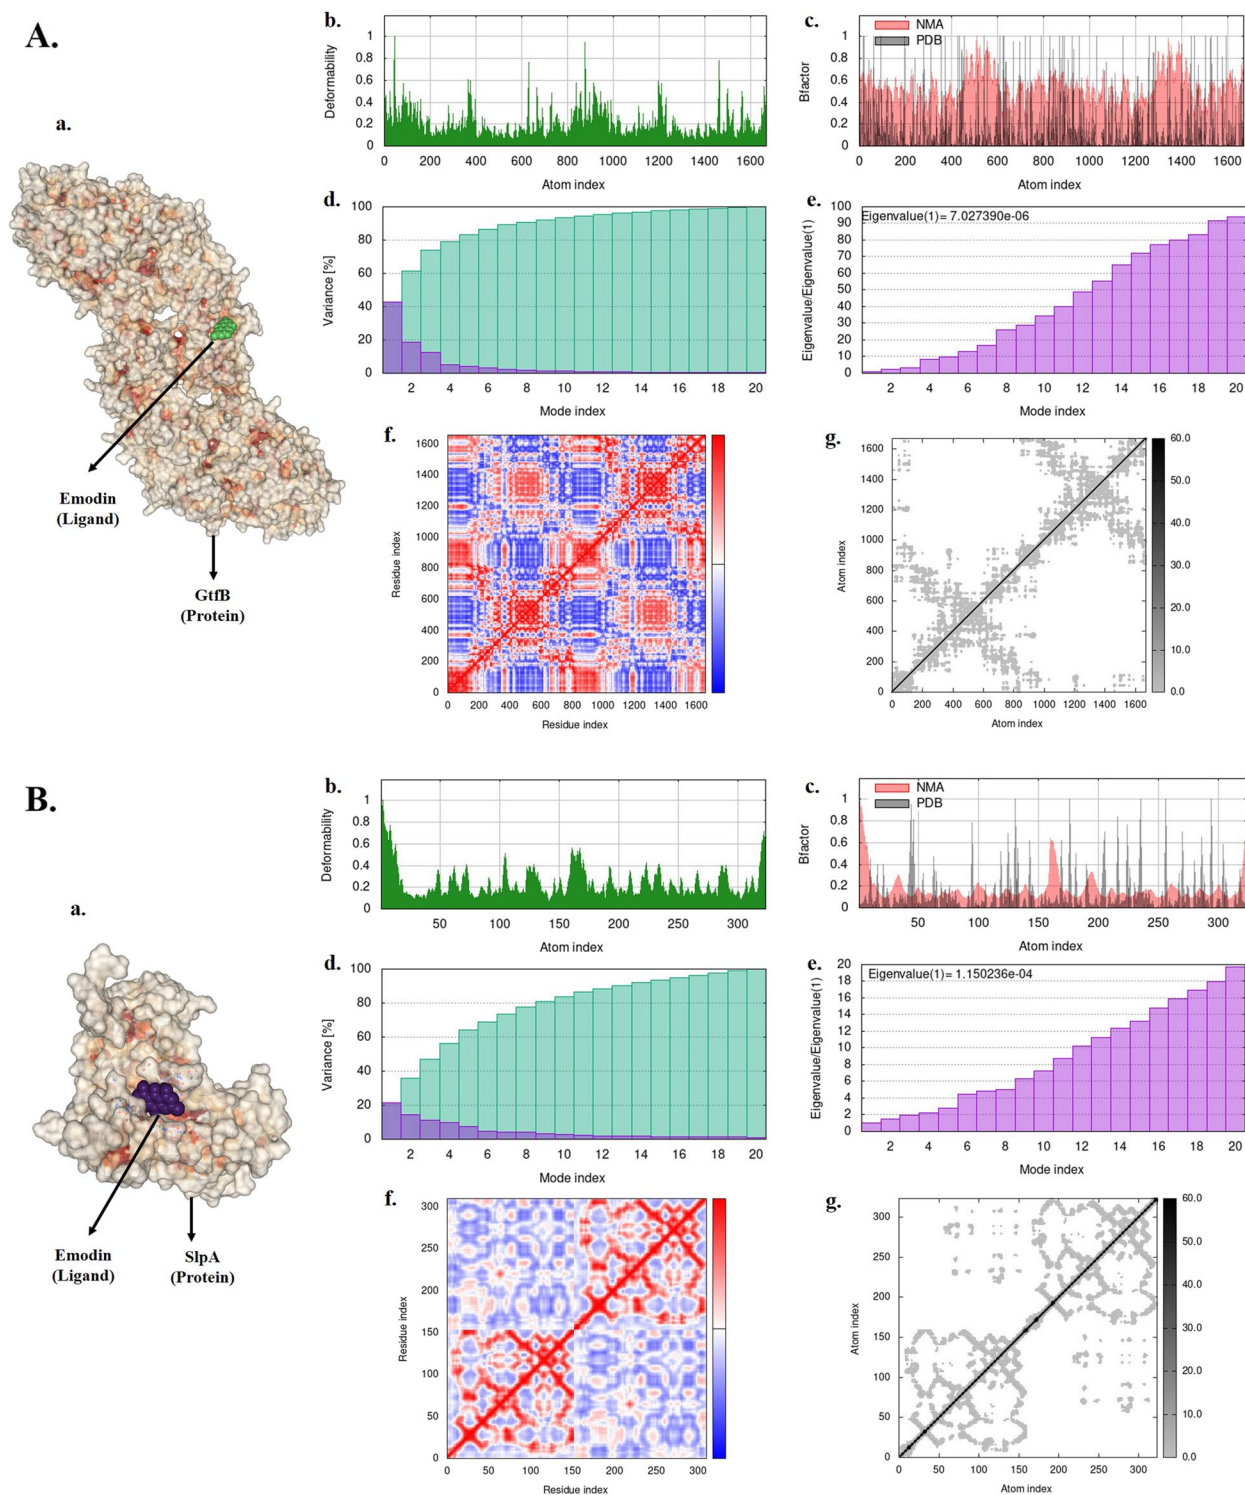 A.
a.
Emodin
(Ligand)
GtfB
(Protein)
b.
Deformability
1
0.8
0.6
0.4
0.2
0
0 200 400 600 800 1000 1200 1400 1600
Atom index
c.
NMA
PDB
Bfactor
1
0.8
0.6
0.4
0.2
0
0 200 400 600 800 1000 1200 1400 1600
Atom index
d.
Variance [%]
100
80
60
40
20
0
2 4 6 8 10 12 14 16 18 20
Mode index
e.
Eigenvalue(1)= 7.027390e-06
Eigenvalue/Eigenvalue(1)
100
90
80
70
60
50
40
30
20
10
0
2 4 6 8 10 12 14 16 18 20
Mode index
f.
Residue index
1600
1400
1200
1000
800
600
400
200
0
0 200 400 600 800 1000 1200 1400 1600
Residue index
g.
Atom index
1600
1400
1200
1000
800
600
400
200
0
0 200 400 600 800 1000 1200 1400 1600
Atom index
60.0
50.0
40.0
30.0
20.0
10.0
0.0
B.
a.
Emodin
(Ligand)
SlpA
(Protein)
b.
Deformability
1
0.8
0.6
0.4
0.2
0
50 100 150 200 250 300
Atom index
c.
NMA
PDB
Bfactor
1
0.8
0.6
0.4
0.2
0
50 100 150 200 250 300
Atom index
d.
Variance [%]
100
80
60
40
20
0
2 4 6 8 10 12 14 16 18 20
Mode index
e.
Eigenvalue(1)= 1.150236e-04
Eigenvalue/Eigenvalue(1)
20
18
16
14
12
10
8
6
4
2
0
2 4 6 8 10 12 14 16 18 20
Mode index
f.
Residue index
300
250
200
150
100
50
0
0 50 100 150 200 250 300
Residue index
g.
Atom index
300
250
200
150
100
50
0
0 50 100 150 200 250 300
Atom index
60.0
50.0
40.0
30.0
20.0
10.0
0.0